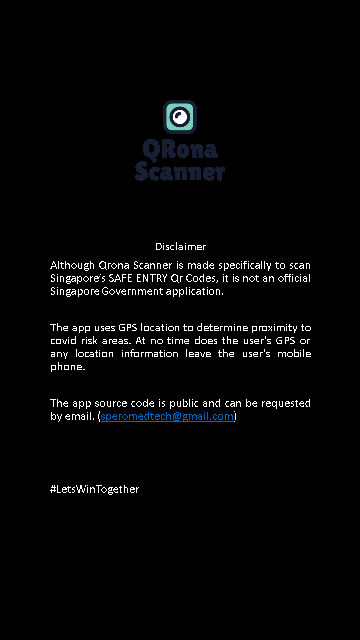 QRona
Scanner
Disclaimer
Although Qrona Scanner is made specifically to scan
Singapore's SAFE ENTRY Qr Codes, it is not an official
Singapore Government application.
The app uses GPS location to determine proximity to
covid risk areas. At no time does the user's GPS or
any location information leave the user's mobile
phone.
The app source code is public and can be requested
by email. (speromedtech@gmail.com)
#LetsWinTogether